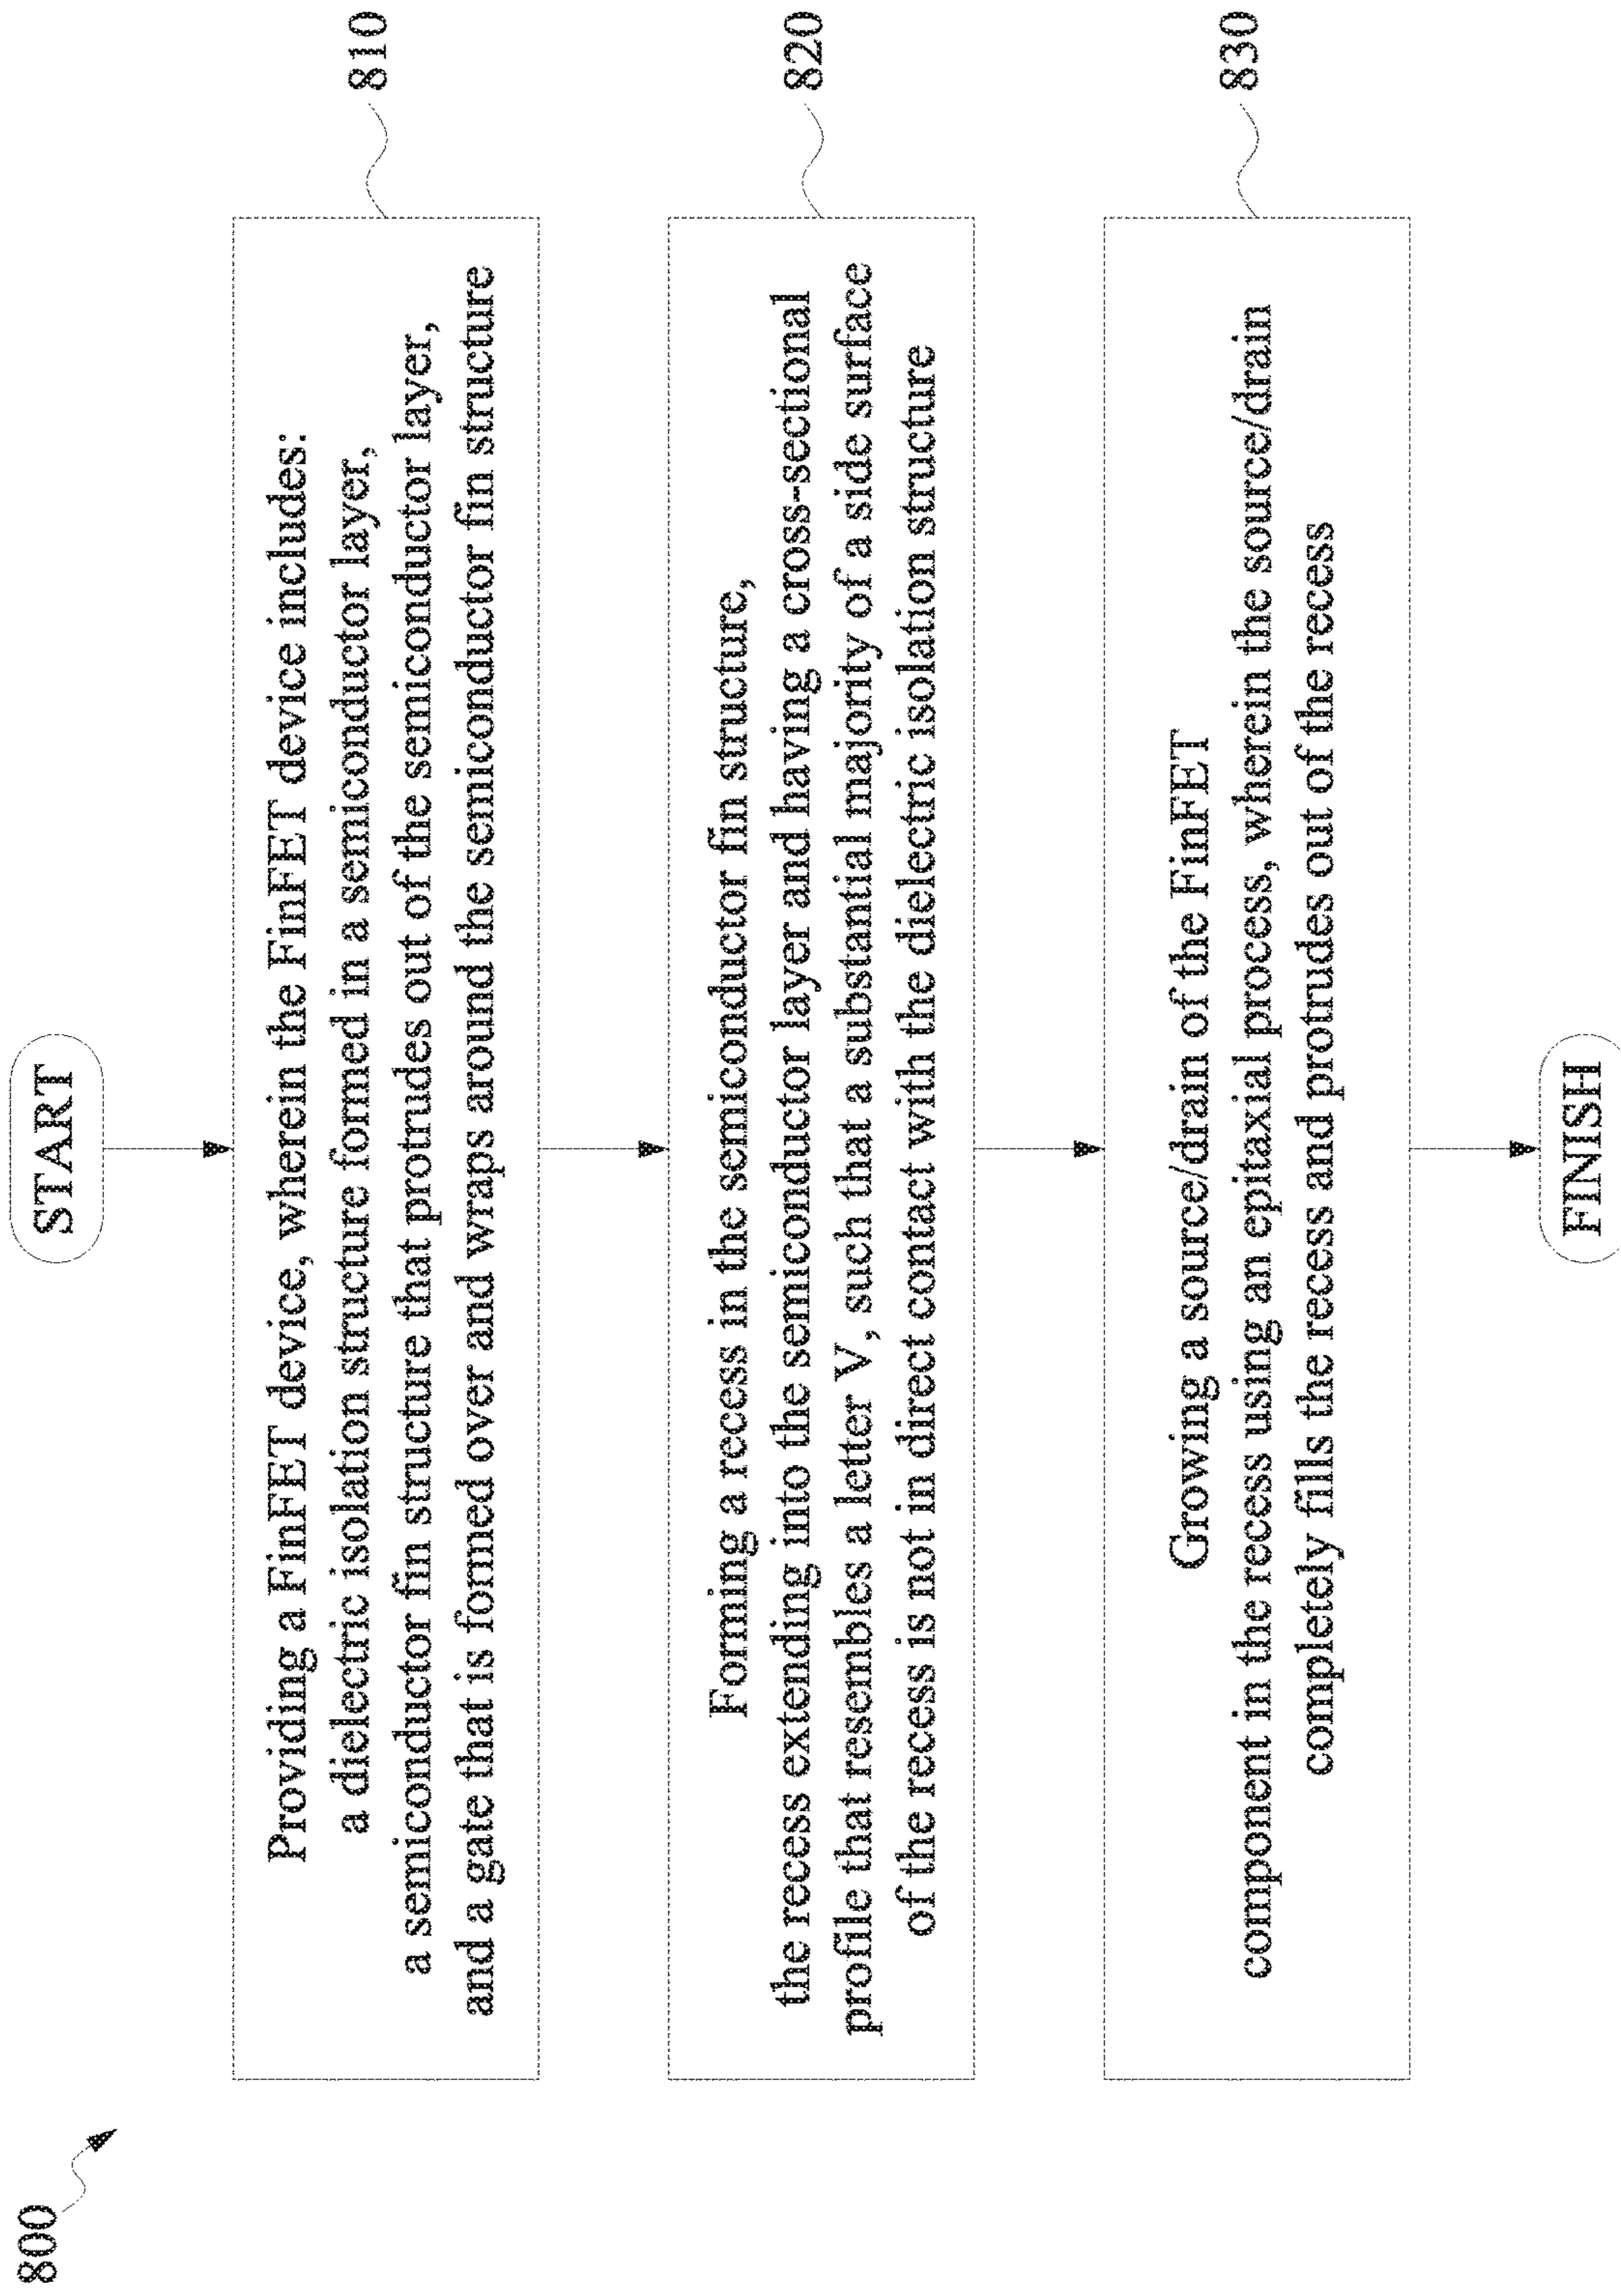 800
START
Providing a FinFET device, wherein the FinFET device includes:
a dielectric isolation structure formed in a semiconductor layer,
a semiconductor fin structure that protrudes out of the semiconductor layer,
and a gate that is formed over and wraps around the semiconductor fin structure
810
Forming a recess in the semiconductor fin structure,
the recess extending into the semiconductor layer and having a cross-sectional
profile that resembles a letter V, such that a substantial majority of a side surface
of the recess is not in direct contact with the dielectric isolation structure
820
Growing a source/drain of the FinFET
component in the recess using an epitaxial process, wherein the source/drain
completely fills the recess and protrudes out of the recess
830
FINISH